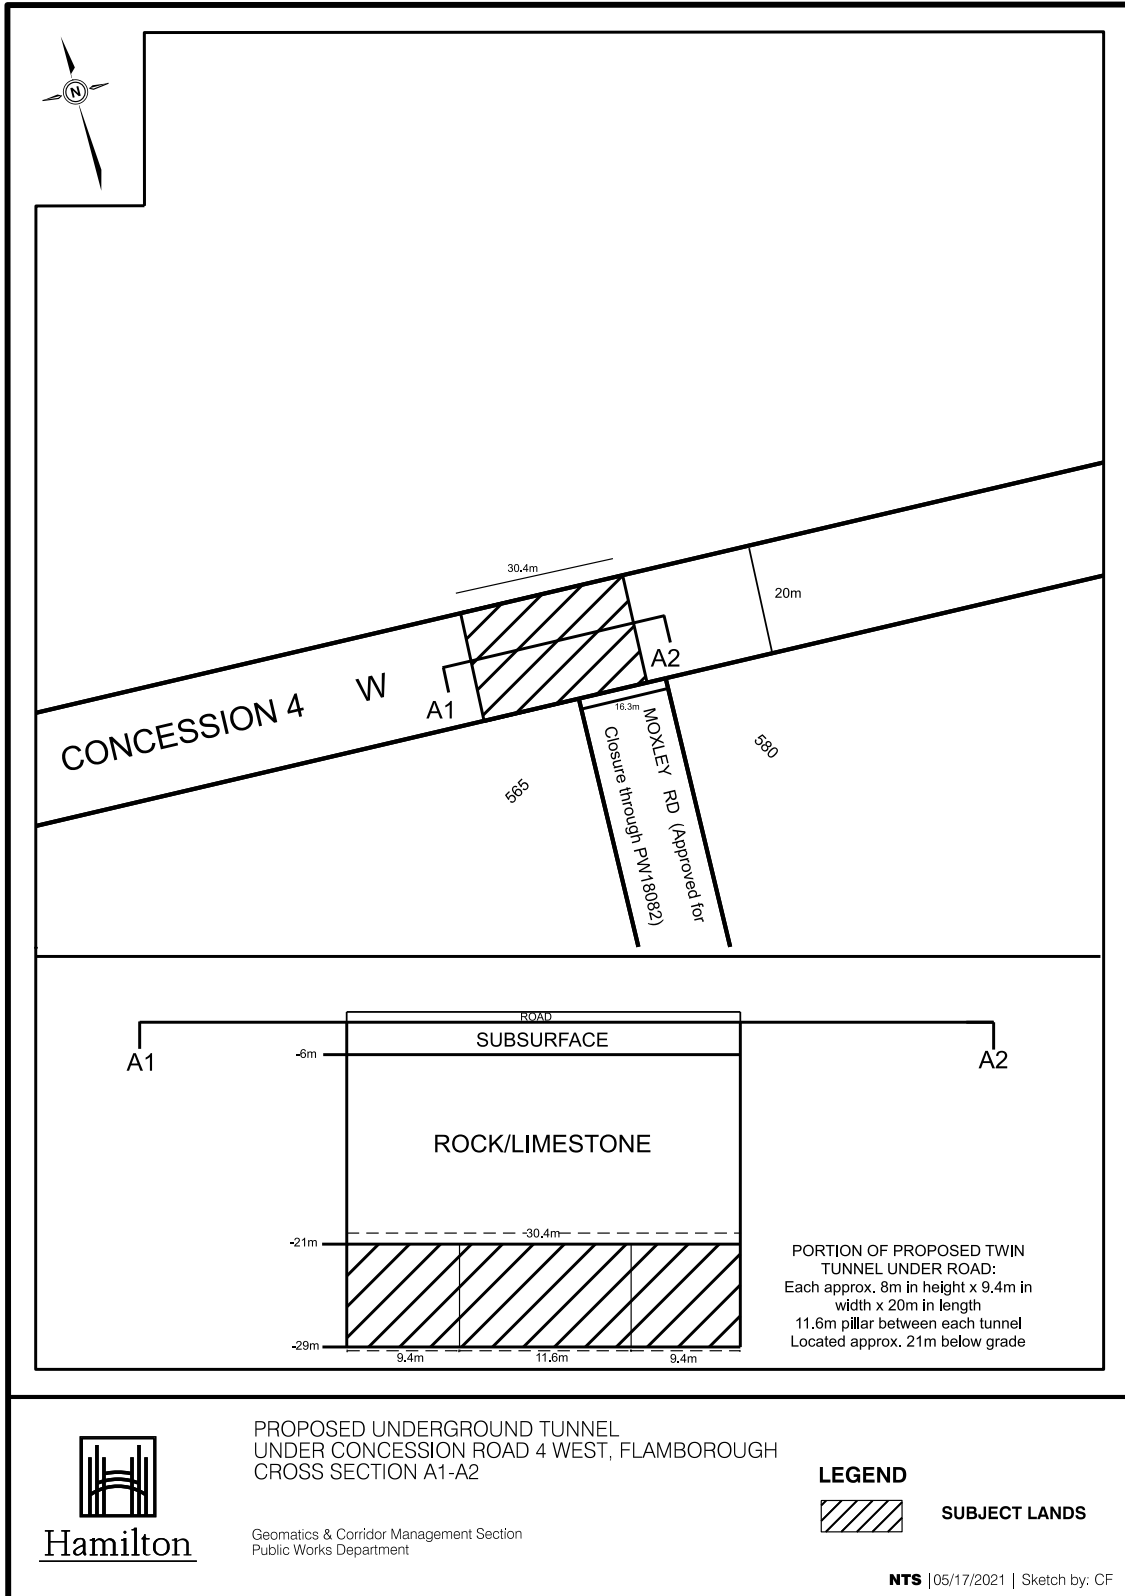 N
30.4m
20m
CONCESSION 4 W
A1
A2
16.3m
MOXLEY RD (Approved for
Closure through PW18082)
565
580
ROAD
SUBSURFACE
A1
A2
-6m
ROCK/LIMESTONE
30.4m
-21m
-29m
9.4m
11.6m
9.4m
PORTION OF PROPOSED TWIN
TUNNEL UNDER ROAD:
Each approx. 8m in height x 9.4m in
width x 20m in length
11.6m pillar between each tunnel
Located approx. 21m below grade
Hamilton
PROPOSED UNDERGROUND TUNNEL
UNDER CONCESSION ROAD 4 WEST, FLAMBOROUGH
CROSS SECTION A1-A2
Geomatics & Corridor Management Section
Public Works Department
LEGEND
SUBJECT LANDS
NTS | 05/17/2021 | Sketch by: CF